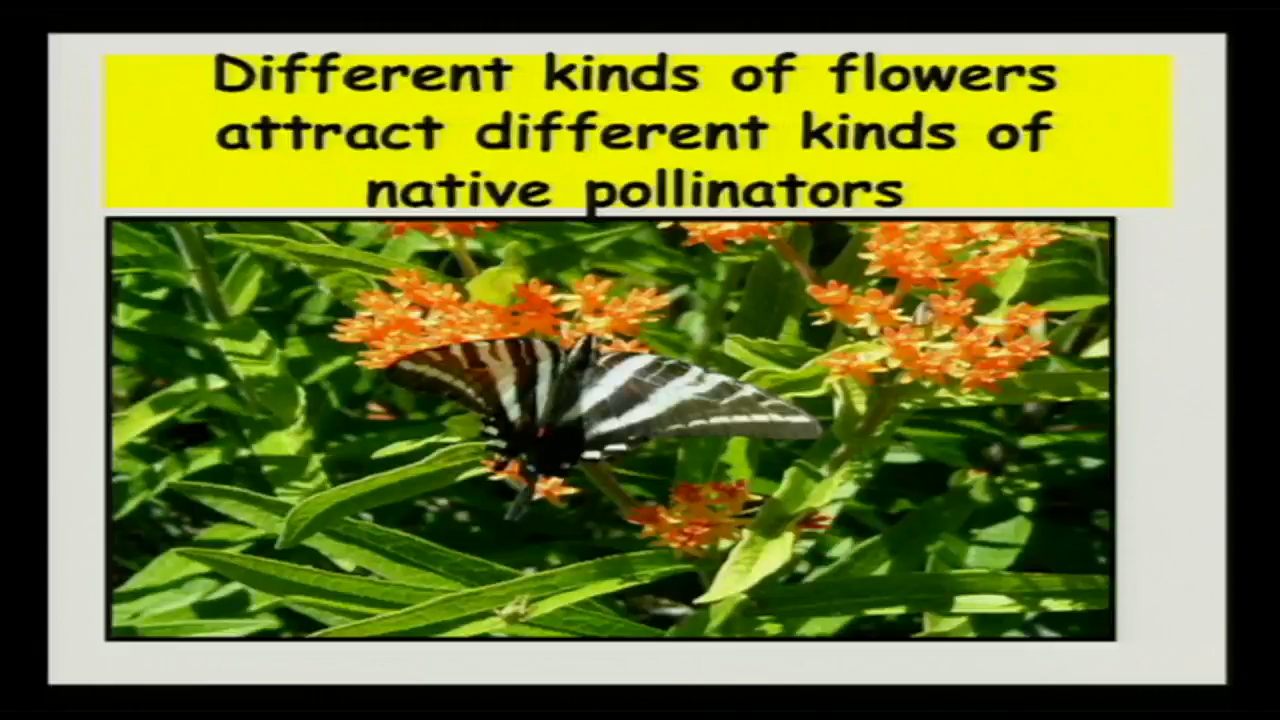 Different kinds of flowers
attract different kinds of
native pollinators